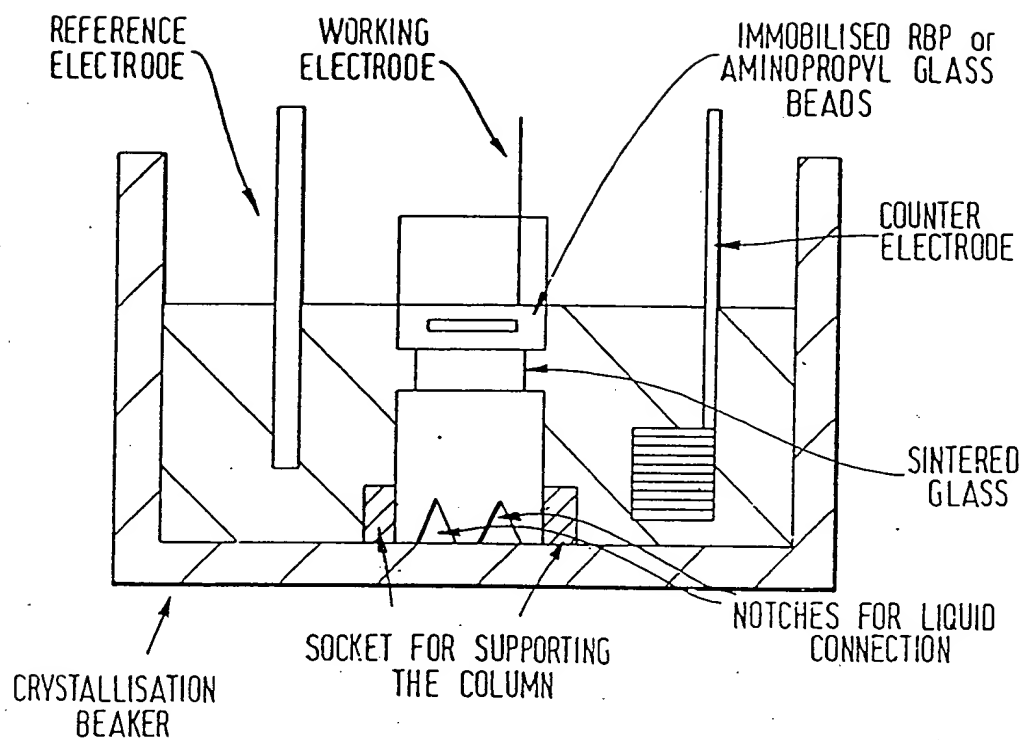 REFERENCE
ELECTRODE
WORKING
ELECTRODE
IMMOBILISED RBP or
AMINOPROPYL GLASS
BEADS
COUNTER
ELECTRODE
SINTERED
GLASS
NOTCHES FOR LIQUID
CONNECTION
SOCKET FOR SUPPORTING
THE COLUMN
CRYSTALLISATION
BEAKER